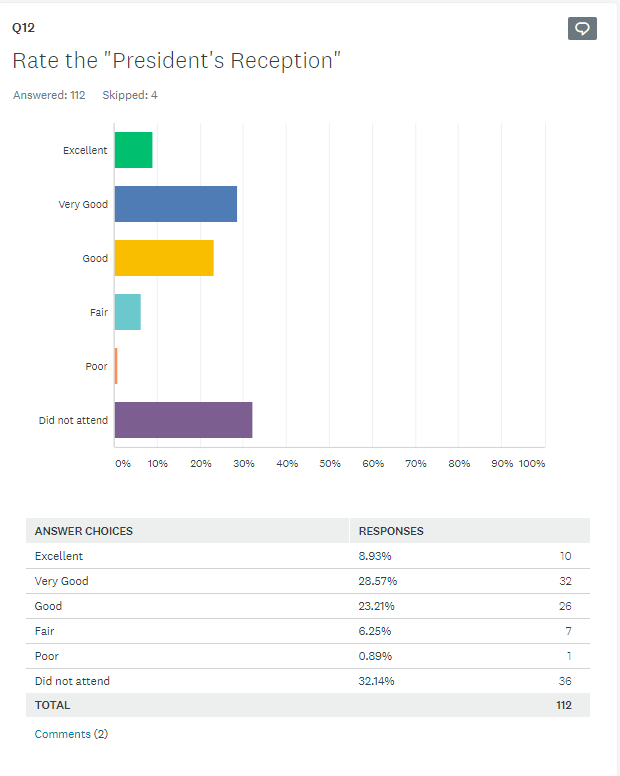 Q12
Rate the "President's Reception"
Answered: 112 Skipped: 4
Excellent
Very Good
Good
Fair
Poor
Did not attend
0% 10% 20% 30% 40% 50% 60% 70% 80% 90% 100%
ANSWER CHOICES RESPONSES
Excellent 8.93% 10
Very Good 28.57% 32
Good 23.21% 26
Fair 6.25% 7
Poor 0.89% 1
Did not attend 32.14% 36
TOTAL 112
Comments (2)